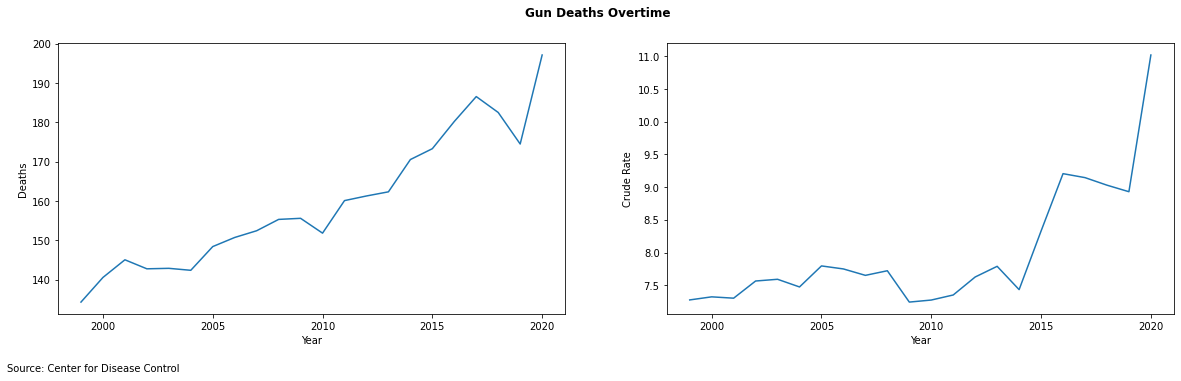 Gun Deaths Overtime
200
190
180
170
160
150
140
Deaths
2000 2005 2010 2015 2020
Year
11.0
10.5
10.0
9.5
9.0
8.5
8.0
7.5
Crude Rate
2000 2005 2010 2015 2020
Year
Source: Center for Disease Control